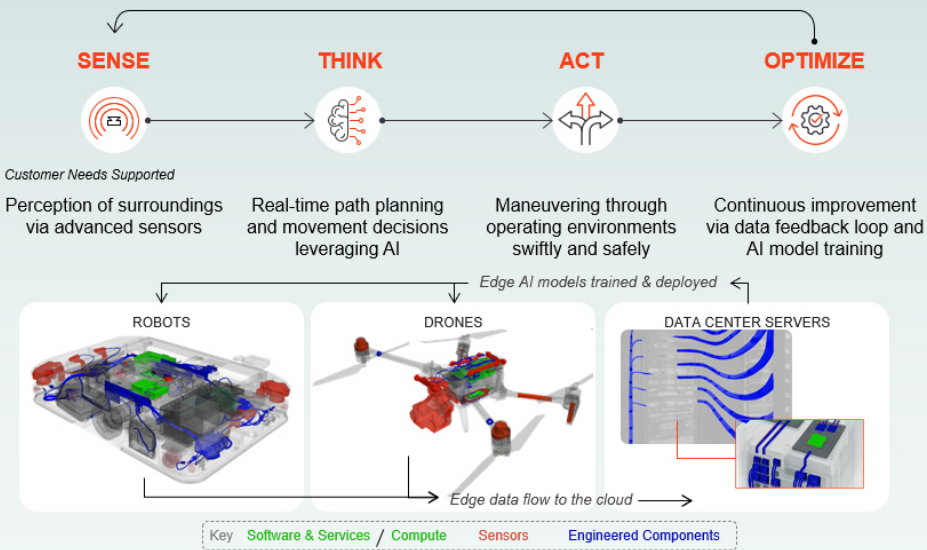 SENSE
THINK
ACT
OPTIMIZE
Customer Needs Supported
Perception of surroundings
via advanced sensors
Real-time path planning
and movement decisions
leveraging AI
Maneuvering through
operating environments
swiftly and safely
Continuous improvement
via data feedback loop and
AI model training
Edge AI models trained & deployed
ROBOTS
DRONES
DATA CENTER SERVERS
Edge data flow to the cloud
Key Software & Services / Compute Sensors Engineered Components